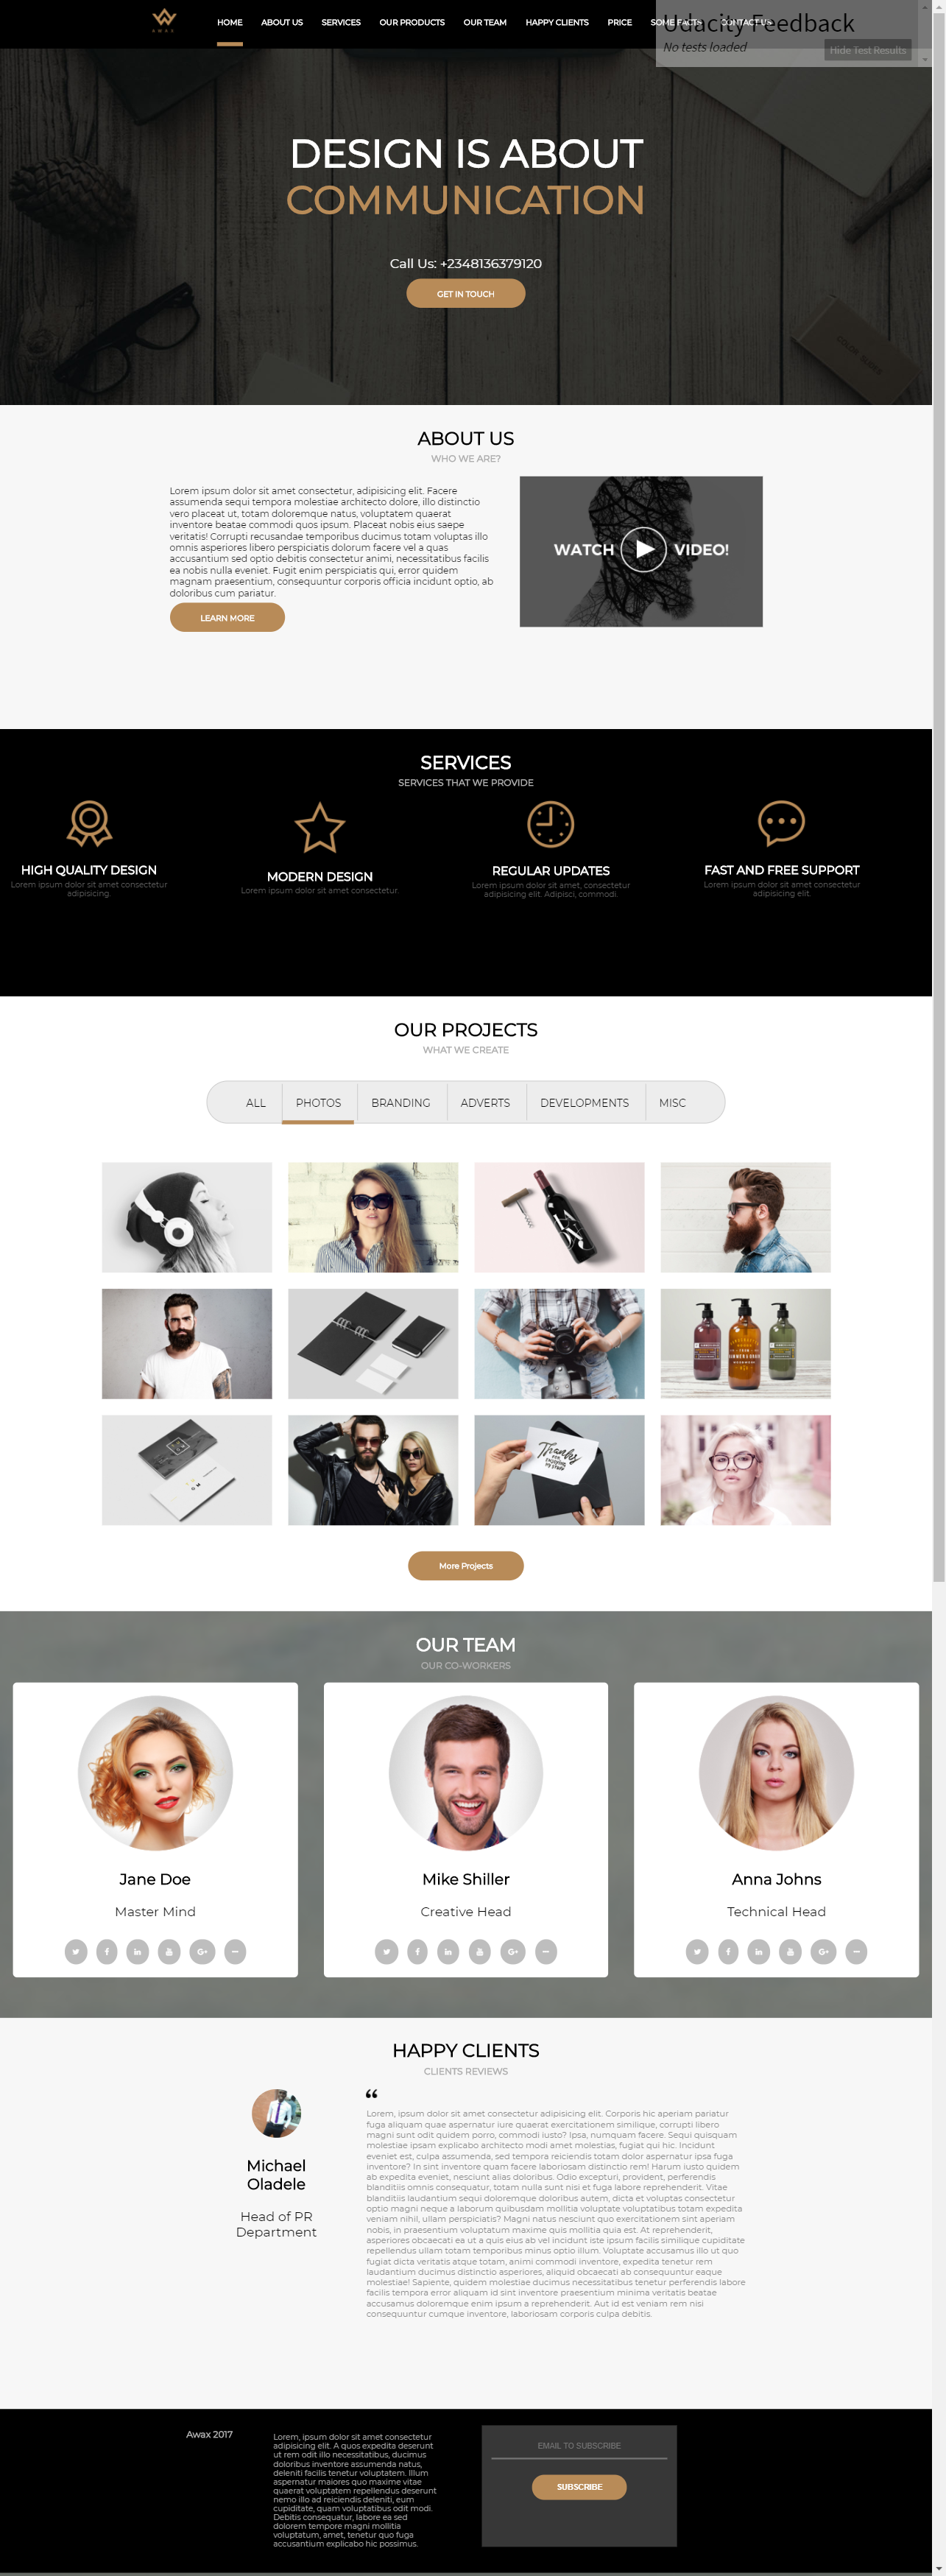 HOME ABOUT US SERVICES OUR PRODUCTS OUR TEAM HAPPY CLIENTS PRICE SOME FACTS CONTACT US
AWAX
Udacity Feedback
No tests loaded
Hide Test Results
DESIGN IS ABOUT
COMMUNICATION
Call Us: +2348136379120
GET IN TOUCH
COLOR SLIDER
ABOUT US
WHO WE ARE?
Lorem ipsum dolor sit amet consectetur, adipisicing elit. Facere
assumenda sequi tempora molestiae architecto dolore, illo distinctio
vero placeat ut, totam doloremque natus, voluptatem quaerat
inventore beatae commodi quos ipsum. Placeat nobis eius saepe
veritatis! Corrupti recusandae temporibus ducimus totam voluptas illo
omnis asperiores libero perspiciatis dolorum facere vel a quas
accusantium sed optio debitis consectetur animi, necessitatibus facilis
ea nobis nulla eveniet. Fugit enim perspiciatis qui, error quidem
magnam praesentium, consequuntur corporis officia incidunt optio, ab
doloribus cum pariatur.
LEARN MORE
WATCH VIDEO!
SERVICES
SERVICES THAT WE PROVIDE
HIGH QUALITY DESIGN
Lorem ipsum dolor sit amet consectetur
adipisicing.
MODERN DESIGN
Lorem ipsum dolor sit amet consectetur.
REGULAR UPDATES
Lorem ipsum dolor sit amet, consectetur
adipisicing elit. Adipisci, commodi.
FAST AND FREE SUPPORT
Lorem ipsum dolor sit amet consectetur
adipisicing elit.
OUR PROJECTS
WHAT WE CREATE
ALL PHOTOS BRANDING ADVERTS DEVELOPMENTS MISC
Thanks
More Projects
OUR TEAM
OUR CO-WORKERS
Jane Doe
Master Mind
Mike Shiller
Creative Head
Anna Johns
Technical Head
HAPPY CLIENTS
CLIENTS REVIEWS
Michael
Oladele
Head of PR
Department
“
Lorem, ipsum dolor sit amet consectetur adipisicing elit. Corporis hic aperiam pariatur
fuga aliquam quae aspernatur iure quaerat exercitationem similique, corrupti libero
magni sunt odit quidem porro, commodi iusto? Ipsa, numquam facere. Sequi quisquam
molestiae ipsam explicabo architecto modi amet molestias, fugiat qui hic. Incidunt
eveniet est, culpa assumenda, sed tempora reiciendis totam dolor aspernatur ipsa fuga
inventore? In sint inventore quam facere laboriosam distinctio rem! Harum iusto quidem
ab expedita eveniet, nesciunt alias doloribus. Odio excepturi, provident, perferendis
blanditiis omnis consequatur, totam nulla sunt nisi et fuga labore reprehenderit. Vitae
blanditiis laudantium sequi doloremque doloribus autem, dicta et voluptas consectetur
optio magni neque a laborum quibusdam mollitia voluptate voluptatibus totam expedita
veniam nihil, ullam perspiciatis? Magni natus nesciunt quo exercitationem sint aperiam
nobis, in praesentium voluptatum maxime quis mollitia quia est. At reprehenderit,
asperiores obcaecati ea ut a quis eius ab vel incidunt iste ipsum facilis similique cupiditate
repellendus ullam totam temporibus minus optio illum. Voluptate accusamus illo ut quo
fugiat dicta veritatis atque totam, animi commodi inventore, expedita tenetur rem
laudantium ducimus distinctio asperiores, aliquid obcaecati ab consequuntur eaque
molestiae! Sapiente, quidem molestiae ducimus necessitatibus tenetur perferendis labore
facilis tempora error aliquam id sint inventore praesentium minima veritatis beatae
accusamus doloremque enim ipsum a reprehenderit. Aut id est veniam rem nisi
consequuntur cumque inventore, laboriosam corporis culpa debitis.
Awax 2017
Lorem, ipsum dolor sit amet consectetur
adipisicing elit. A quos expedita deserunt
ut rem odit illo necessitatibus, ducimus
doloribus inventore assumenda natus,
deleniti facilis tenetur voluptatem. Illum
aspernatur maiores quo maxime vitae
quaerat voluptatem repellendus deserunt
nemo illo ad reiciendis deleniti, eum
cupiditate, quam voluptatibus odit modi.
Debitis consequatur, labore ea sed
dolorem tempore magni mollitia
voluptatum, amet, tenetur quo fuga
accusantium explicabo hic possimus.
EMAIL TO SUBSCRIBE
SUBSCRIBE